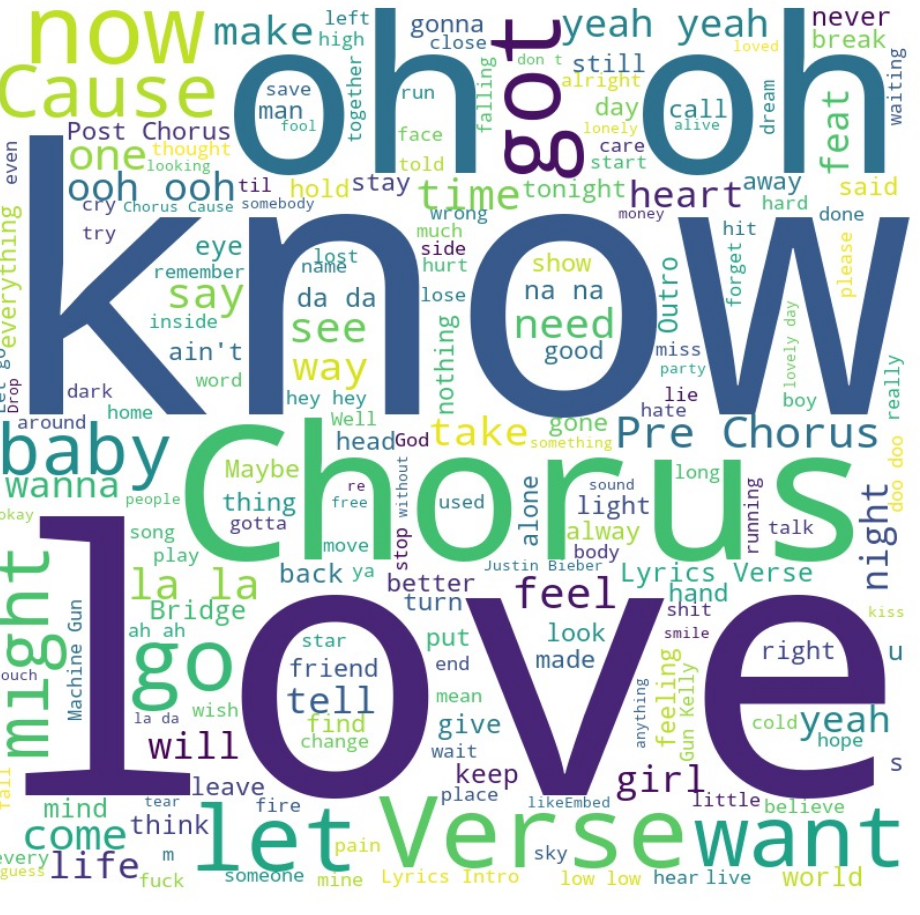 now
make
left
high
gonna
close
yeah yeah
loved
never
break
Cause
oh oh
save
man
fool
together
run
falling
got
don t
still
alright
day
lonely
call
alive
dream
feat
waiting
Post Chorus
one
thought
looking
face
told
care
start
even
ooh ooh
til
hold
stay
time
tonight
heart
away
said
cry
Chorus Cause
somebody
wrong
money
hard
done
try
know
much
hit
everything
eye
remember
lost
name
side
hurt
show
Outro
forget
please
say
da da
lose
na na
inside
see
nothing
need
lovely day
ain't
way
good
miss
party
word
Drop
dark
home
hey hey
lie
hate
boy
really
around
Well
gone
baby
head
God
take
something
Pre Chorus
wanna
Maybe
Chorus
long
doo doo
people
thing
gotta
re
free
without
used
alone
sound
light
running
night
okay
song
play
move
stop
alway
body
talk
might
la la
back
ya
Justin Bieber
Lyrics Verse
Bridge
better
turn
feel
hand
shit
kiss
ah ah
love
smile
Machine Gun
go
star
friend
put
look
made
right
u
la da
wish
tell
find
change
end
mean
give
wait
anything
feeling
Gun Kelly
cold
yeah
hope
will
leave
keep
place
girl
s
mind
tear
fire
likeEmbed
little
believe
come
think
let
Verse
want
every
life
m
pain
sky
guess
fuck
someone
mine
Lyrics Intro
low low
hear
live
world